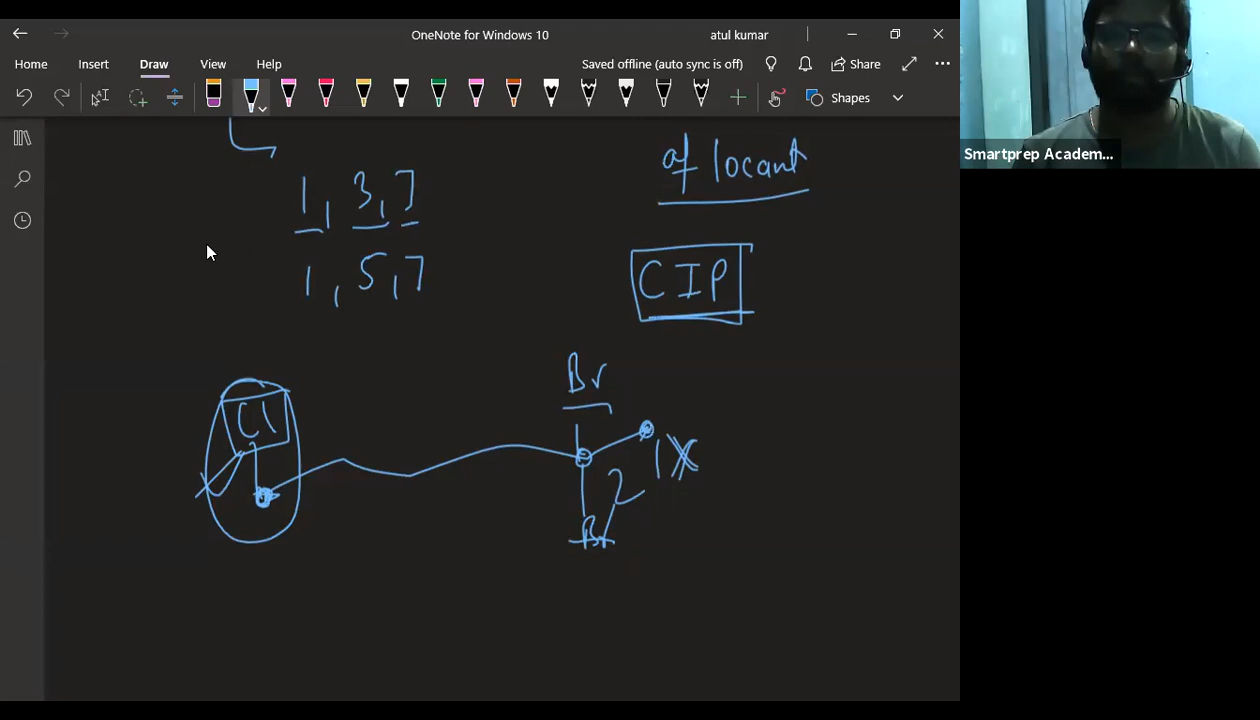 OneNote for Windows 10
atul kumar
Home Insert Draw View Help
Saved offline (auto sync is off)
Share
Shapes
Smartprep Academ...
of locant
1, 3, 7
1, 5, 7
CIP
Br
Cl
1X
2
Br